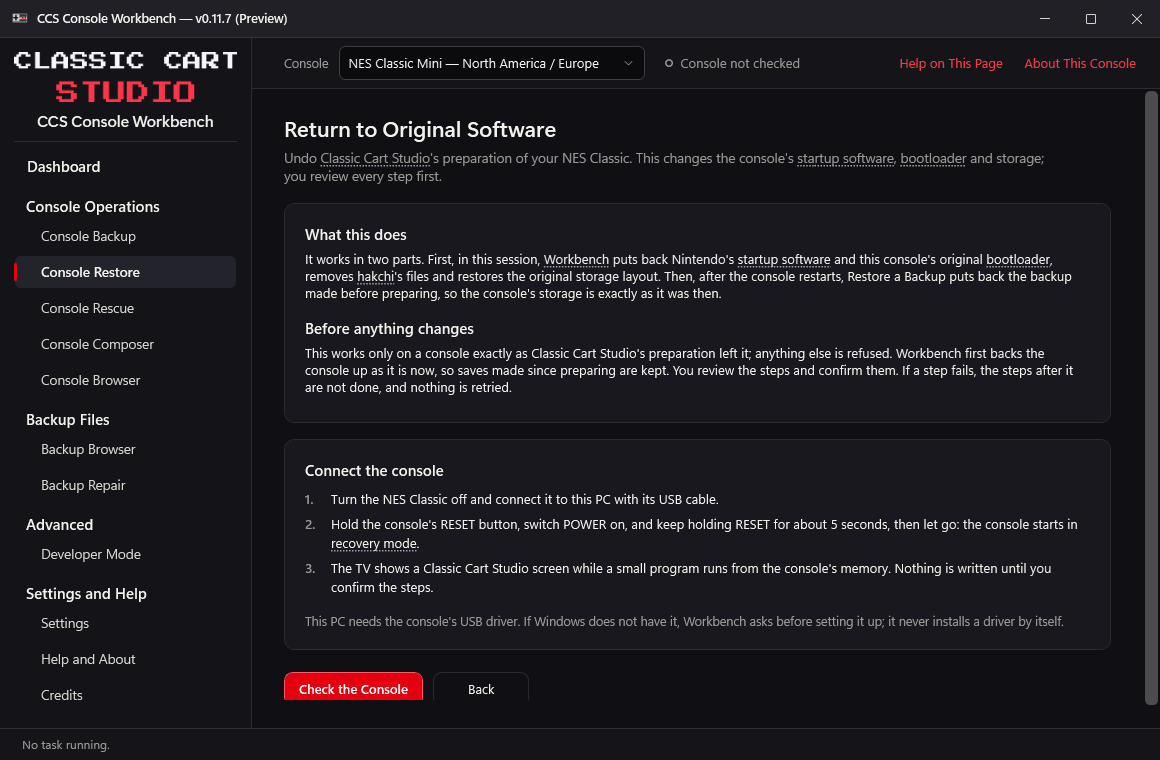 CCS Console Workbench — v0.11.7 (Preview)
CLASSIC CART
STUDIO
CCS Console Workbench
Dashboard
Console Operations
Console Backup
Console Restore
Console Rescue
Console Composer
Console Browser
Backup Files
Backup Browser
Backup Repair
Advanced
Developer Mode
Settings and Help
Settings
Help and About
Credits
Console
NES Classic Mini — North America / Europe
Console not checked
Help on This Page
About This Console
Return to Original Software
Undo Classic Cart Studio's preparation of your NES Classic. This changes the console's startup software, bootloader and storage;
you review every step first.
What this does
It works in two parts. First, in this session, Workbench puts back Nintendo's startup software and this console's original bootloader,
removes hakchi's files and restores the original storage layout. Then, after the console restarts, Restore a Backup puts back the backup
made before preparing, so the console's storage is exactly as it was then.
Before anything changes
This works only on a console exactly as Classic Cart Studio's preparation left it; anything else is refused. Workbench first backs the
console up as it is now, so saves made since preparing are kept. You review the steps and confirm them. If a step fails, the steps after it
are not done, and nothing is retried.
Connect the console
1. Turn the NES Classic off and connect it to this PC with its USB cable.
2. Hold the console's RESET button, switch POWER on, and keep holding RESET for about 5 seconds, then let go: the console starts in
recovery mode.
3. The TV shows a Classic Cart Studio screen while a small program runs from the console's memory. Nothing is written until you
confirm the steps.
This PC needs the console's USB driver. If Windows does not have it, Workbench asks before setting it up; it never installs a driver by itself.
Check the Console
Back
No task running.